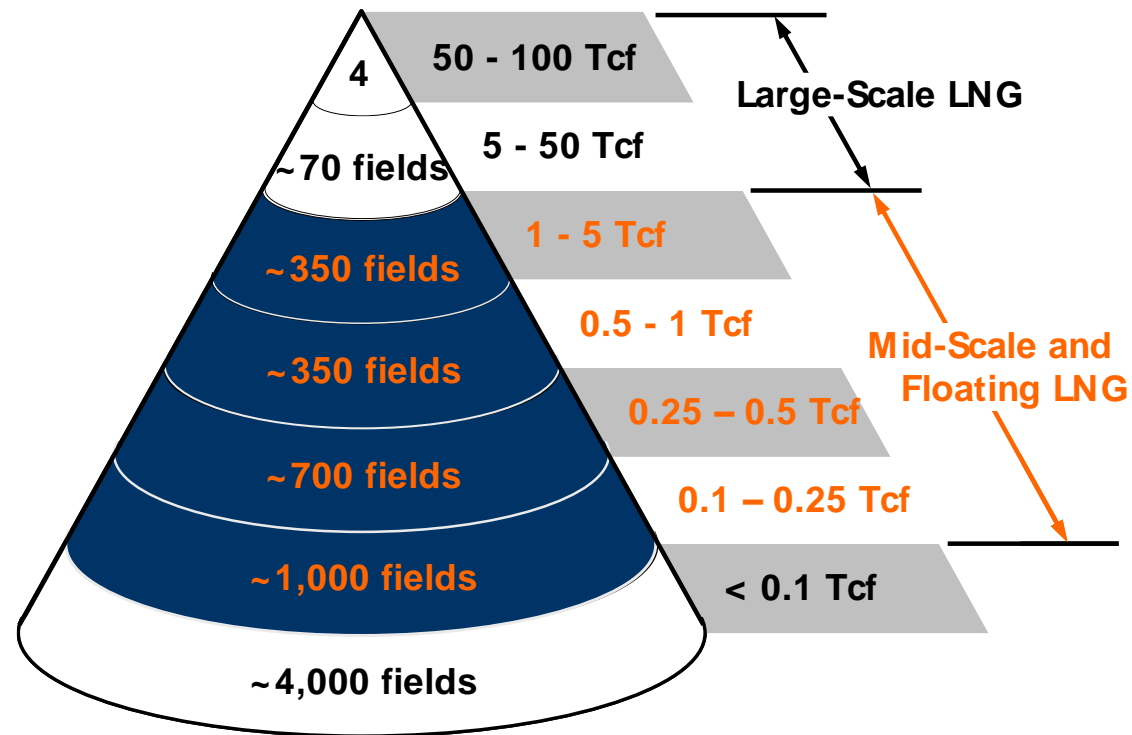 4
50 - 100 Tcf
Large-Scale LNG
~70 fields
5 - 50 Tcf
~350 fields
1 - 5 Tcf
~350 fields
0.5 - 1 Tcf
Mid-Scale and
Floating LNG
~700 fields
0.25 – 0.5 Tcf
~1,000 fields
0.1 – 0.25 Tcf
~4,000 fields
< 0.1 Tcf